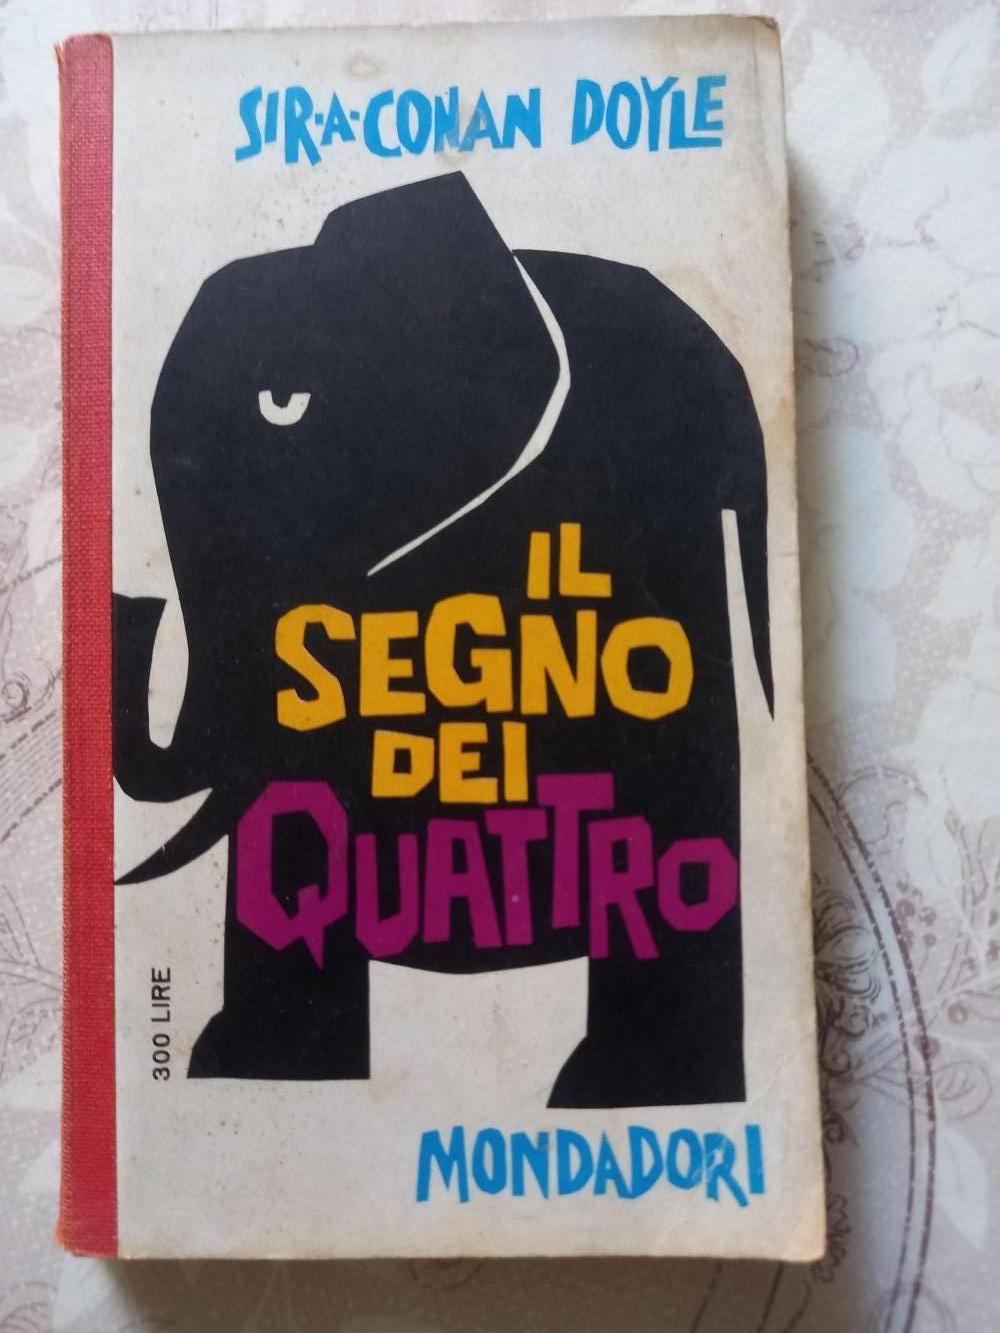 SIR-A-CONAN DOYLE
IL
SEGNO
DEI
QUATTRO
300 LIRE
MONDADORI